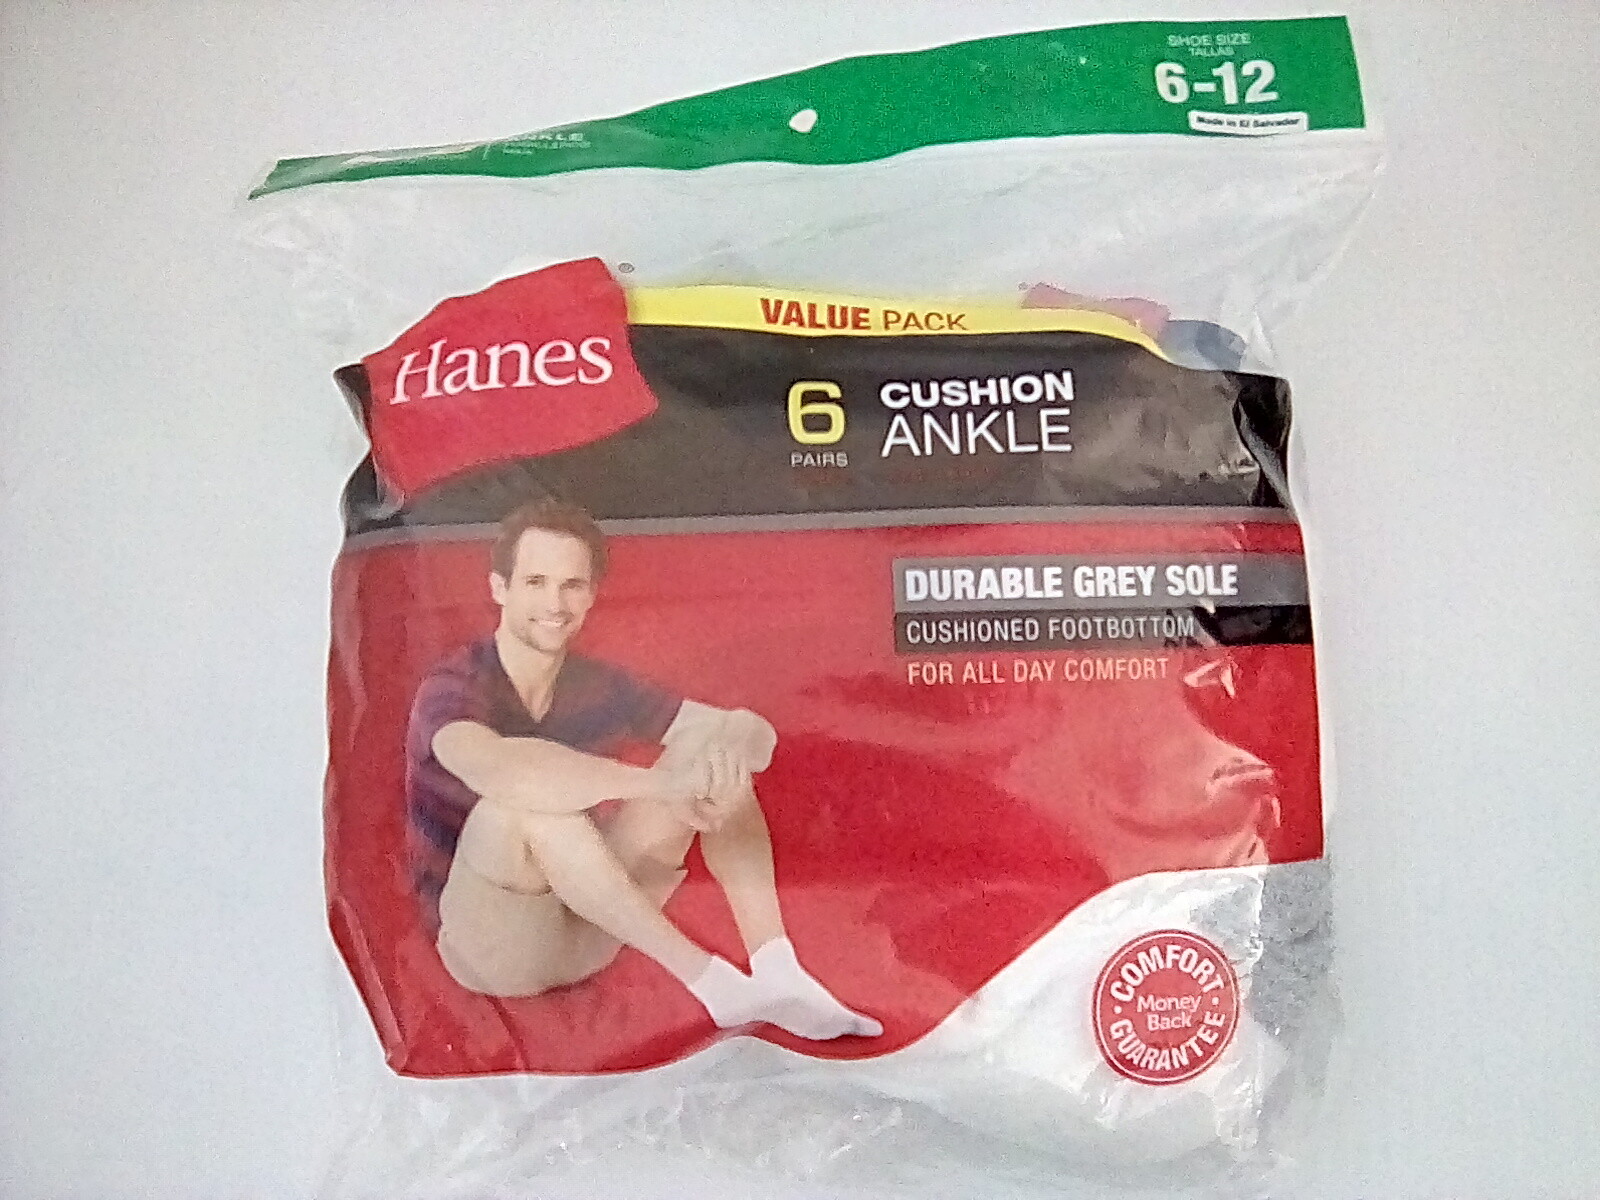 SHOE SIZE
TALLAS
6-12
Made in El Salvador
Hanes
®
VALUE PACK
6
PAIRS
CUSHION
ANKLE
DURABLE GREY SOLE
CUSHIONED FOOTBOTTOM
FOR ALL DAY COMFORT
COMFORT
Money
Back
GUARANTEE